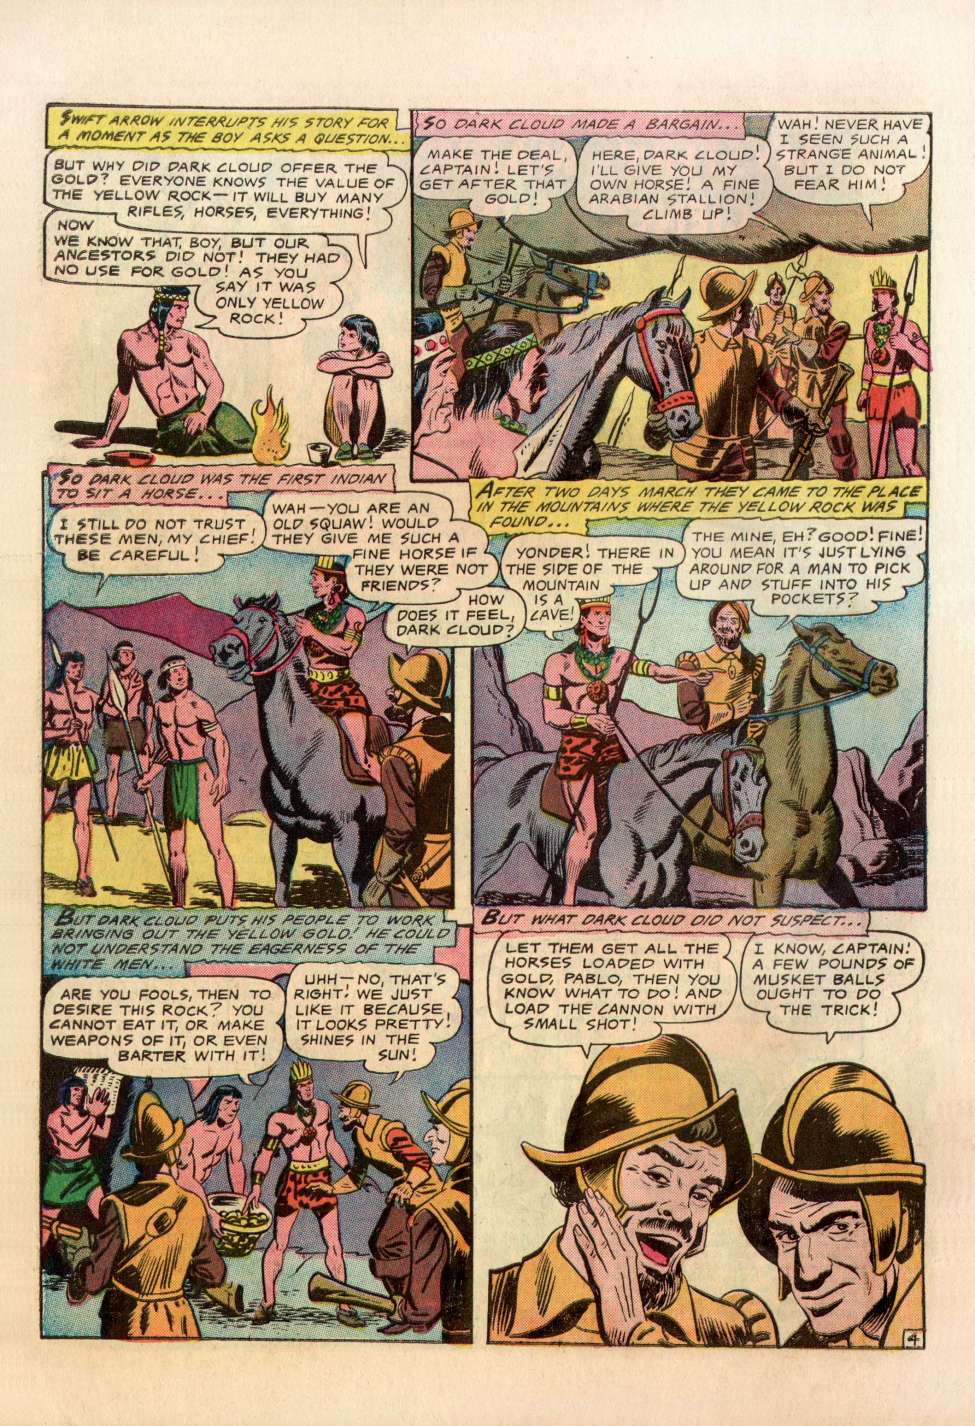 SWIFT ARROW INTERRUPTS HIS STORY FOR
A MOMENT AS THE BOY ASKS A QUESTION...
BUT WHY DID DARK CLOUD OFFER THE
GOLD? EVERYONE KNOWS THE VALUE OF
THE YELLOW ROCK—IT WILL BUY MANY
RIFLES, HORSES, EVERYTHING!
NOW
WE KNOW THAT, BOY, BUT OUR
ANCESTORS DID NOT! THEY HAD
NO USE FOR GOLD! AS YOU
SAY IT WAS
ONLY YELLOW
ROCK!
SO DARK CLOUD MADE A BARGAIN...
MAKE THE DEAL,
CAPTAIN! LET'S
GET AFTER THAT
GOLD!
HERE, DARK CLOUD!
I'LL GIVE YOU MY
OWN HORSE! A FINE
ARABIAN STALLION!
CLIMB UP!
WAH! NEVER HAVE
I SEEN SUCH A
STRANGE ANIMAL!
BUT I DO NOT
FEAR HIM!
SO DARK CLOUD WAS THE FIRST INDIAN
TO SIT A HORSE...
I STILL DO NOT TRUST
THESE MEN, MY CHIEF!
BE CAREFUL!
WAH—YOU ARE AN
OLD SQUAW! WOULD
THEY GIVE ME SUCH A
FINE HORSE IF
THEY WERE NOT
FRIENDS?
HOW
DOES IT FEEL,
DARK CLOUD?
AFTER TWO DAYS MARCH THEY CAME TO THE PLACE
IN THE MOUNTAINS WHERE THE YELLOW ROCK WAS
FOUND...
YONDER! THERE IN
THE SIDE OF THE
MOUNTAIN
IS A
CAVE!
THE MINE, EH? GOOD! FINE!
YOU MEAN IT'S JUST LYING
AROUND FOR A MAN TO PICK
UP AND STUFF INTO HIS
POCKETS?
BUT DARK CLOUD PUTS HIS PEOPLE TO WORK
BRINGING OUT THE YELLOW GOLD! HE COULD
NOT UNDERSTAND THE EAGERNESS OF THE
WHITE MEN...
ARE YOU FOOLS, THEN TO
DESIRE THIS ROCK? YOU
CANNOT EAT IT, OR MAKE
WEAPONS OF IT, OR EVEN
BARTER WITH IT!
UHH—NO, THAT'S
RIGHT! WE JUST
LIKE IT BECAUSE
IT LOOKS PRETTY!
SHINES IN THE
SUN!
BUT WHAT DARK CLOUD DID NOT SUSPECT...
LET THEM GET ALL THE
HORSES LOADED WITH
GOLD, PABLO, THEN YOU
KNOW WHAT TO DO! AND
LOAD THE CANNON WITH
SMALL SHOT!
I KNOW, CAPTAIN!
A FEW POUNDS OF
MUSKET BALLS
OUGHT TO DO
THE TRICK!
4